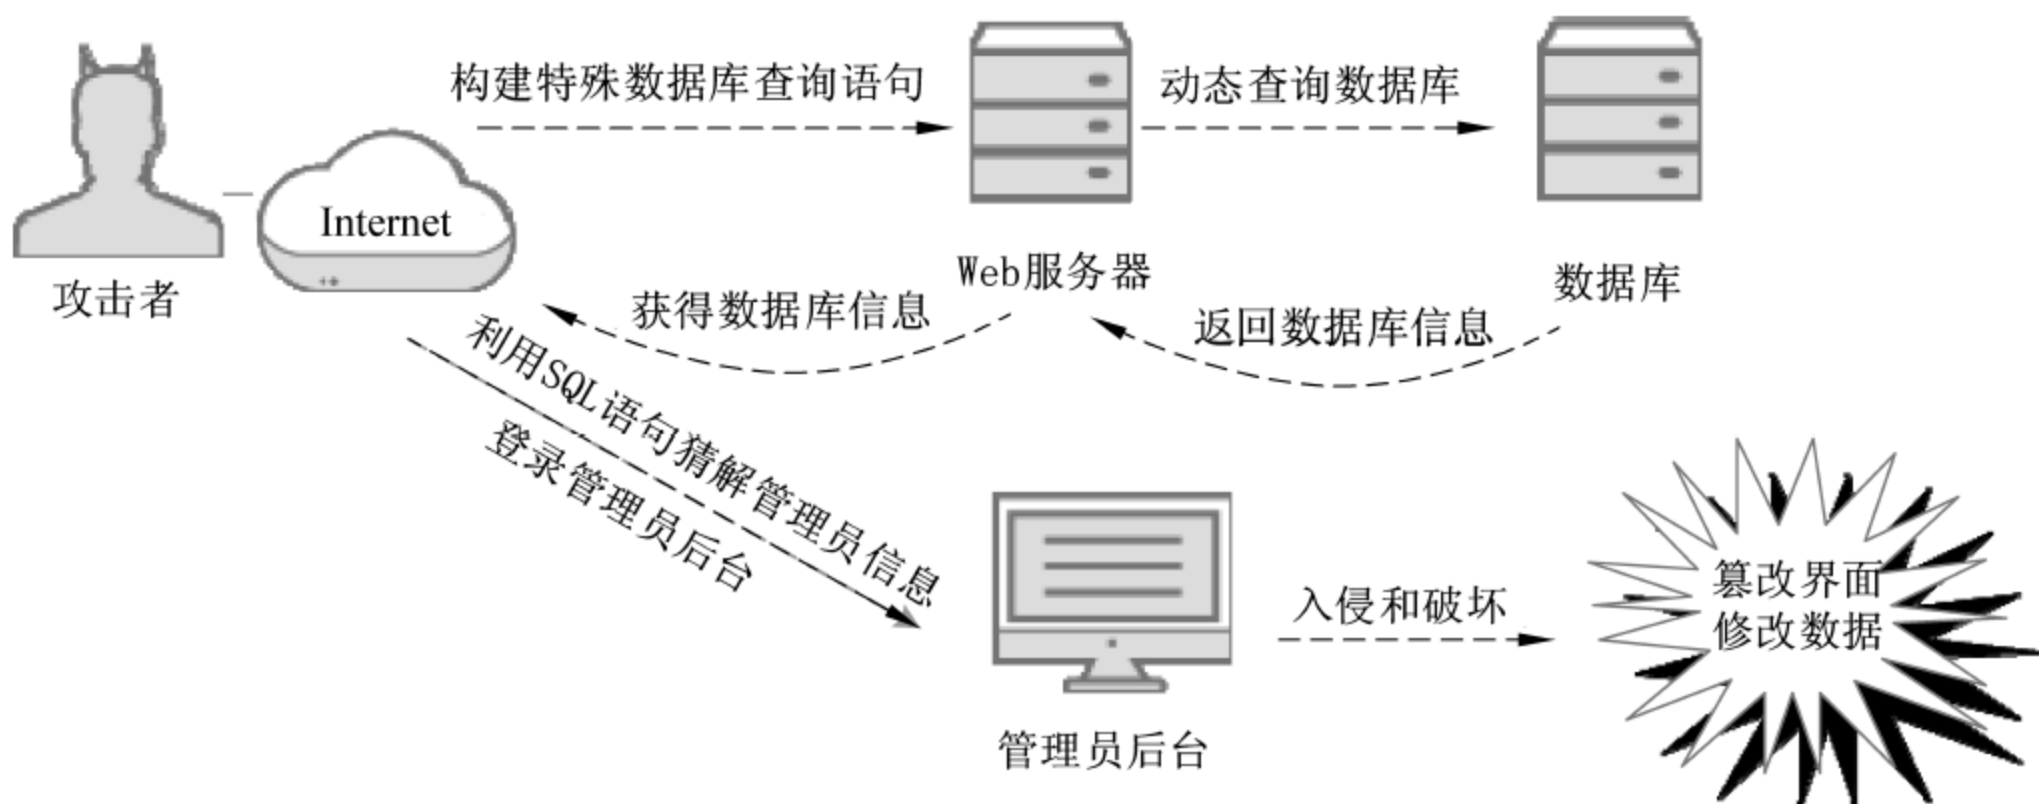 构建特殊数据库查询语句
动态查询数据库
Internet
攻击者
Web服务器
数据库
获得数据库信息
返回数据库信息
利用SQL语句猜解管理员信息
登录管理员后台
入侵和破坏
篡改界面
修改数据
管理员后台